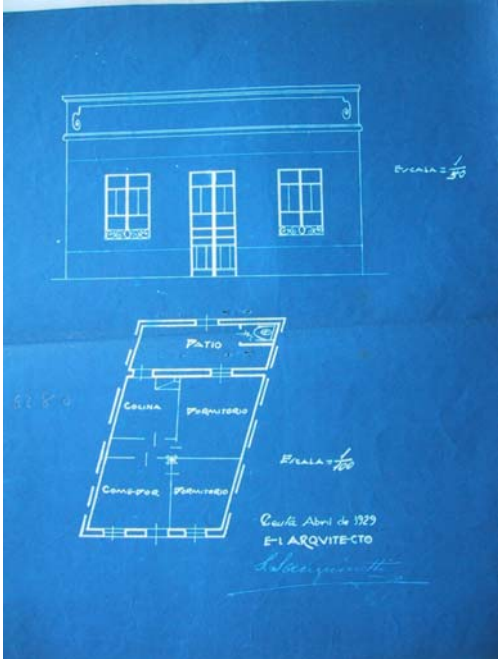 ESCALA = 1/50
PATIO
COCINA
DORMITORIO
COMEDOR
DORMITORIO
ESCALA = 1/100
Ceuta Abril de 1929
EL ARQUITECTO